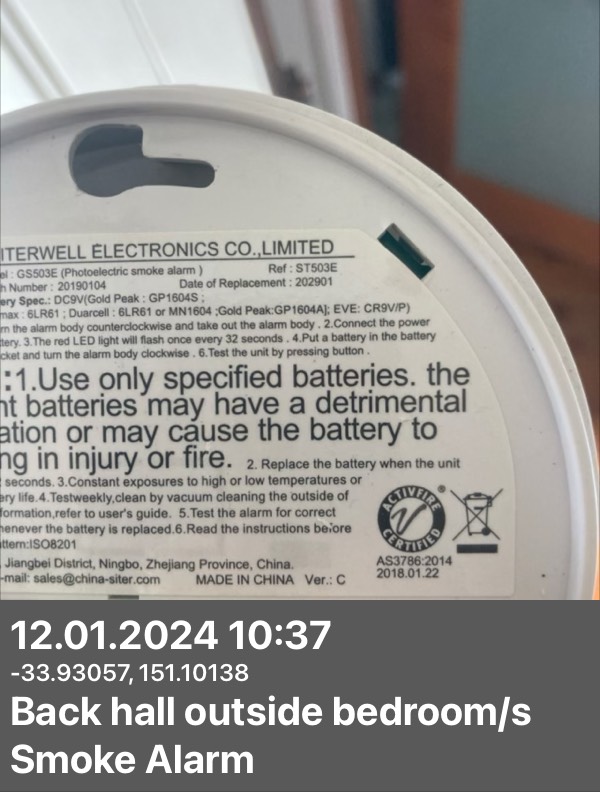 ITERWELL ELECTRONICS CO.,LIMITED
el : GS503E (Photoelectric smoke alarm ) Ref : ST503E
h Number : 20190104 Date of Replacement : 202901
ery Spec.: DC9V(Gold Peak : GP1604S ;
max : 6LR61 ; Duarcell : 6LR61 or MN1604 ;Gold Peak:GP1604A]; EVE: CR9V/P)
rn the alarm body counterclockwise and take out the alarm body . 2.Connect the power
tery. 3.The red LED light will flash once every 32 seconds . 4.Put a battery in the battery
cket and turn the alarm body clockwise . 6.Test the unit by pressing button .
:1.Use only specified batteries. the
nt batteries may have a detrimental
ation or may cause the battery to
ng in injury or fire. 2. Replace the battery when the unit
seconds. 3.Constant exposures to high or low temperatures or
ery life.4.Testweekly,clean by vacuum cleaning the outside of
formation,refer to user's guide. 5.Test the alarm for correct
henever the battery is replaced.6.Read the instructions before
ttern:ISO8201
, Jiangbei District, Ningbo, Zhejiang Province, China.
-mail: sales@china-siter.com MADE IN CHINA Ver.: C
ACTIVFIRE ®
CERTIFIED
AS3786:2014
2018.01.22
12.01.2024 10:37
-33.93057, 151.10138
Back hall outside bedroom/s
Smoke Alarm